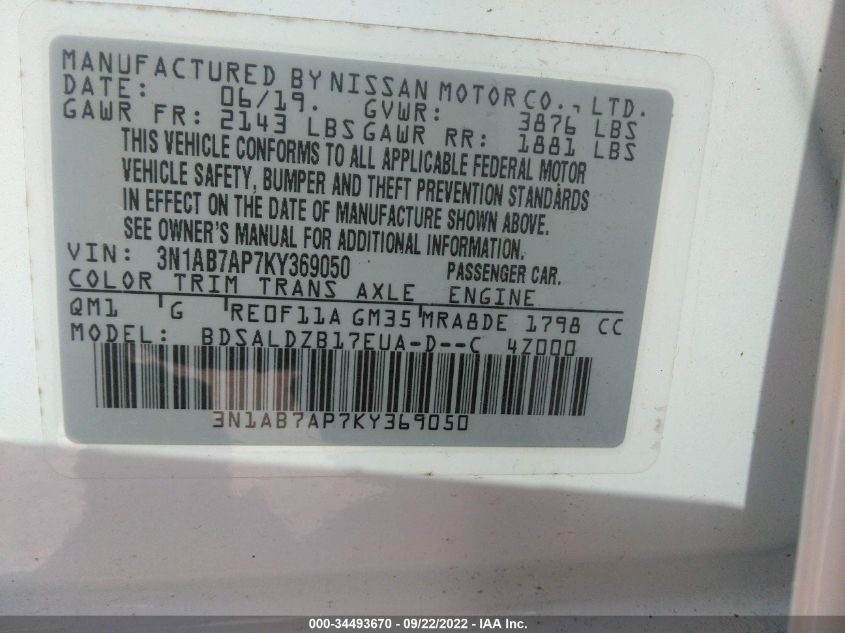 MANUFACTURED BY NISSAN MOTOR CO., LTD.
DATE: 06/19. GVWR: 3876 LBS
GAWR FR: 2143 LBS GAWR RR: 1881 LBS
THIS VEHICLE CONFORMS TO ALL APPLICABLE FEDERAL MOTOR
VEHICLE SAFETY, BUMPER AND THEFT PREVENTION STANDARDS
IN EFFECT ON THE DATE OF MANUFACTURE SHOWN ABOVE.
SEE OWNER'S MANUAL FOR ADDITIONAL INFORMATION.
VIN: 3N1AB7AP7KY369050 PASSENGER CAR.
COLOR TRIM TRANS AXLE ENGINE
QM1 G RE0F11A GM35 MRA8DE 1798 CC
MODEL: BDSALDZB17EUA-D--C 4Z000
3N1AB7AP7KY369050
000-34493670 / 09/22/2022 - IAA Inc.